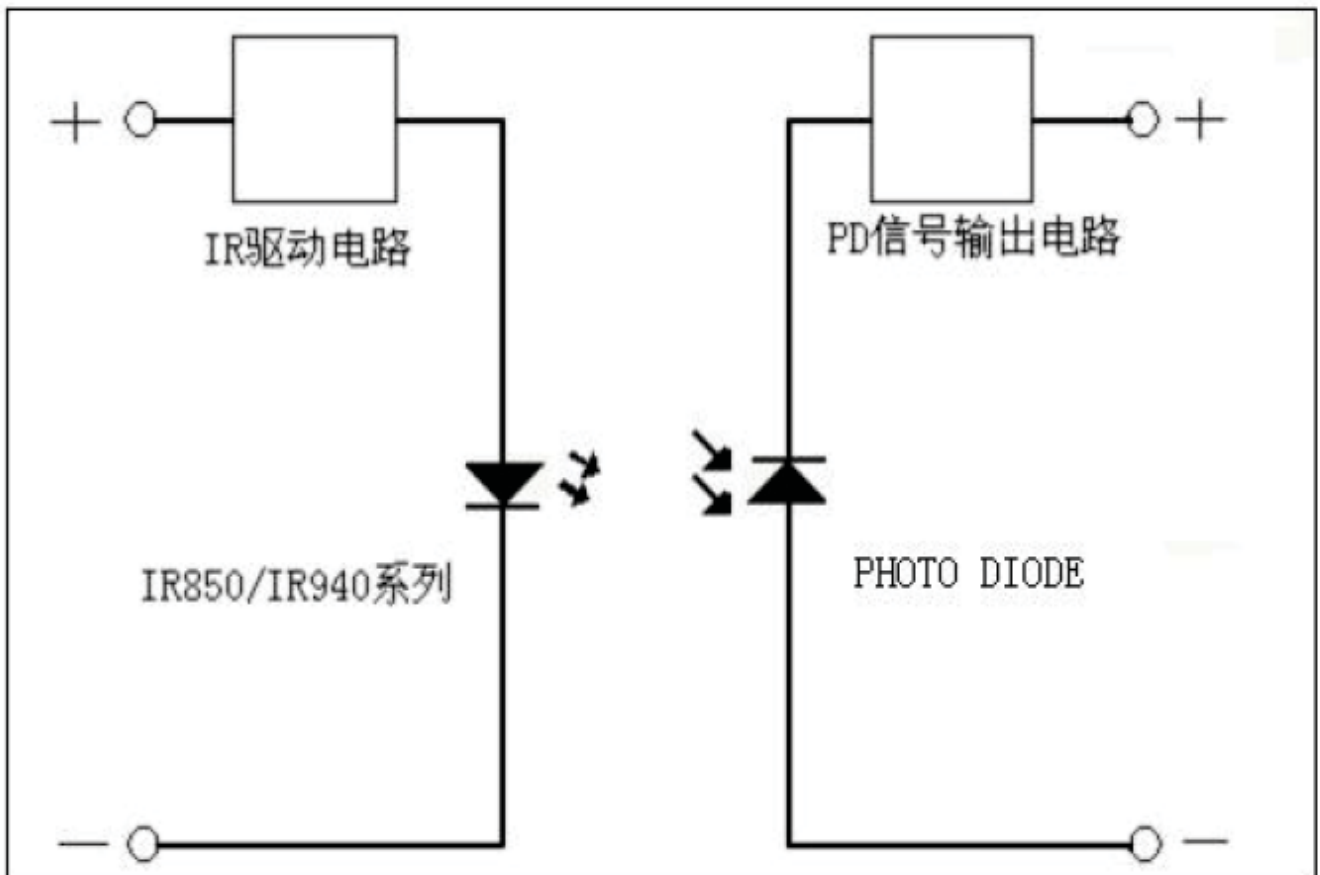 +
+
IR驱动电路
PD信号输出电路
IR850/IR940系列
PHOTO DIODE
—
—